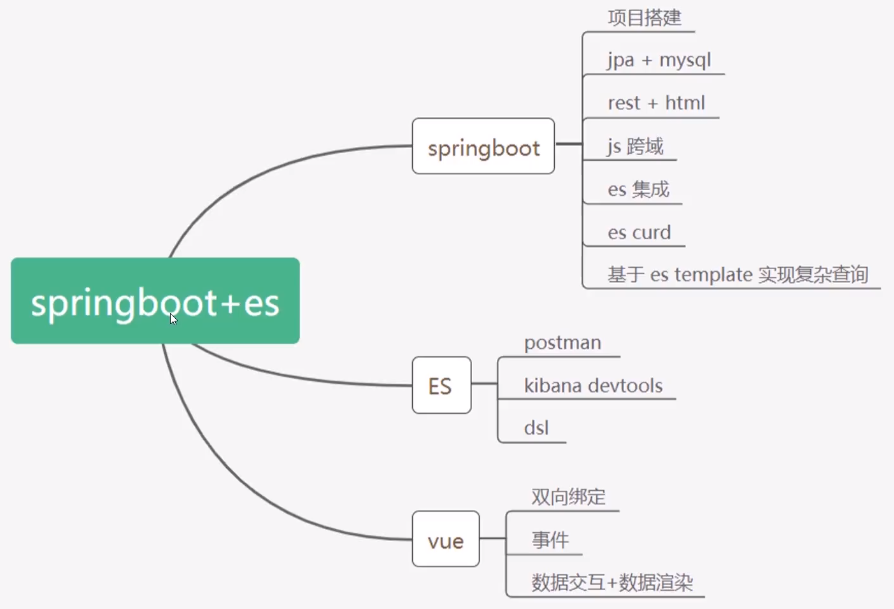 springboot+es
springboot
项目搭建
jpa + mysql
rest + html
js 跨域
es 集成
es curd
基于 es template 实现复杂查询
ES
postman
kibana devtools
dsl
vue
双向绑定
事件
数据交互+数据渲染